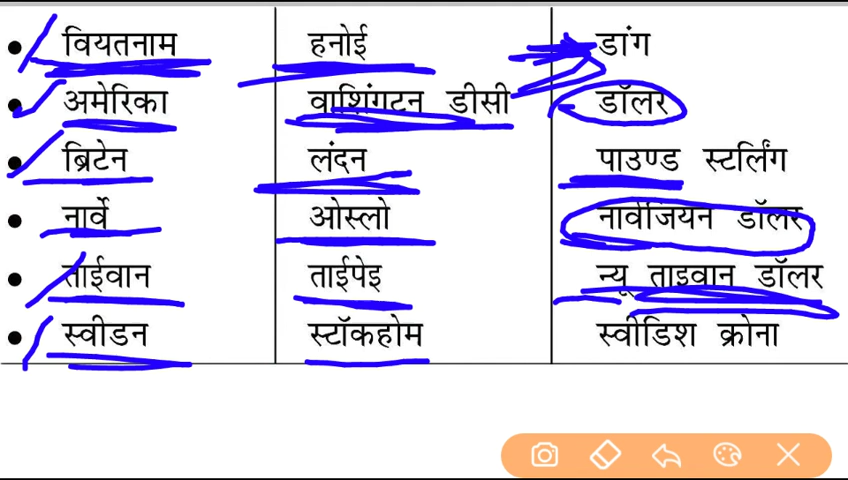 वियतनाम हनोई डांग
अमेरिका वाशिंगटन डीसी डॉलर
ब्रिटेन लंदन पाउण्ड स्टर्लिंग
नार्वे ओस्लो नार्वेजियन डॉलर
ताईवान ताईपेइ न्यू ताइवान डॉलर
स्वीडन स्टॉकहोम स्वीडिश क्रोना